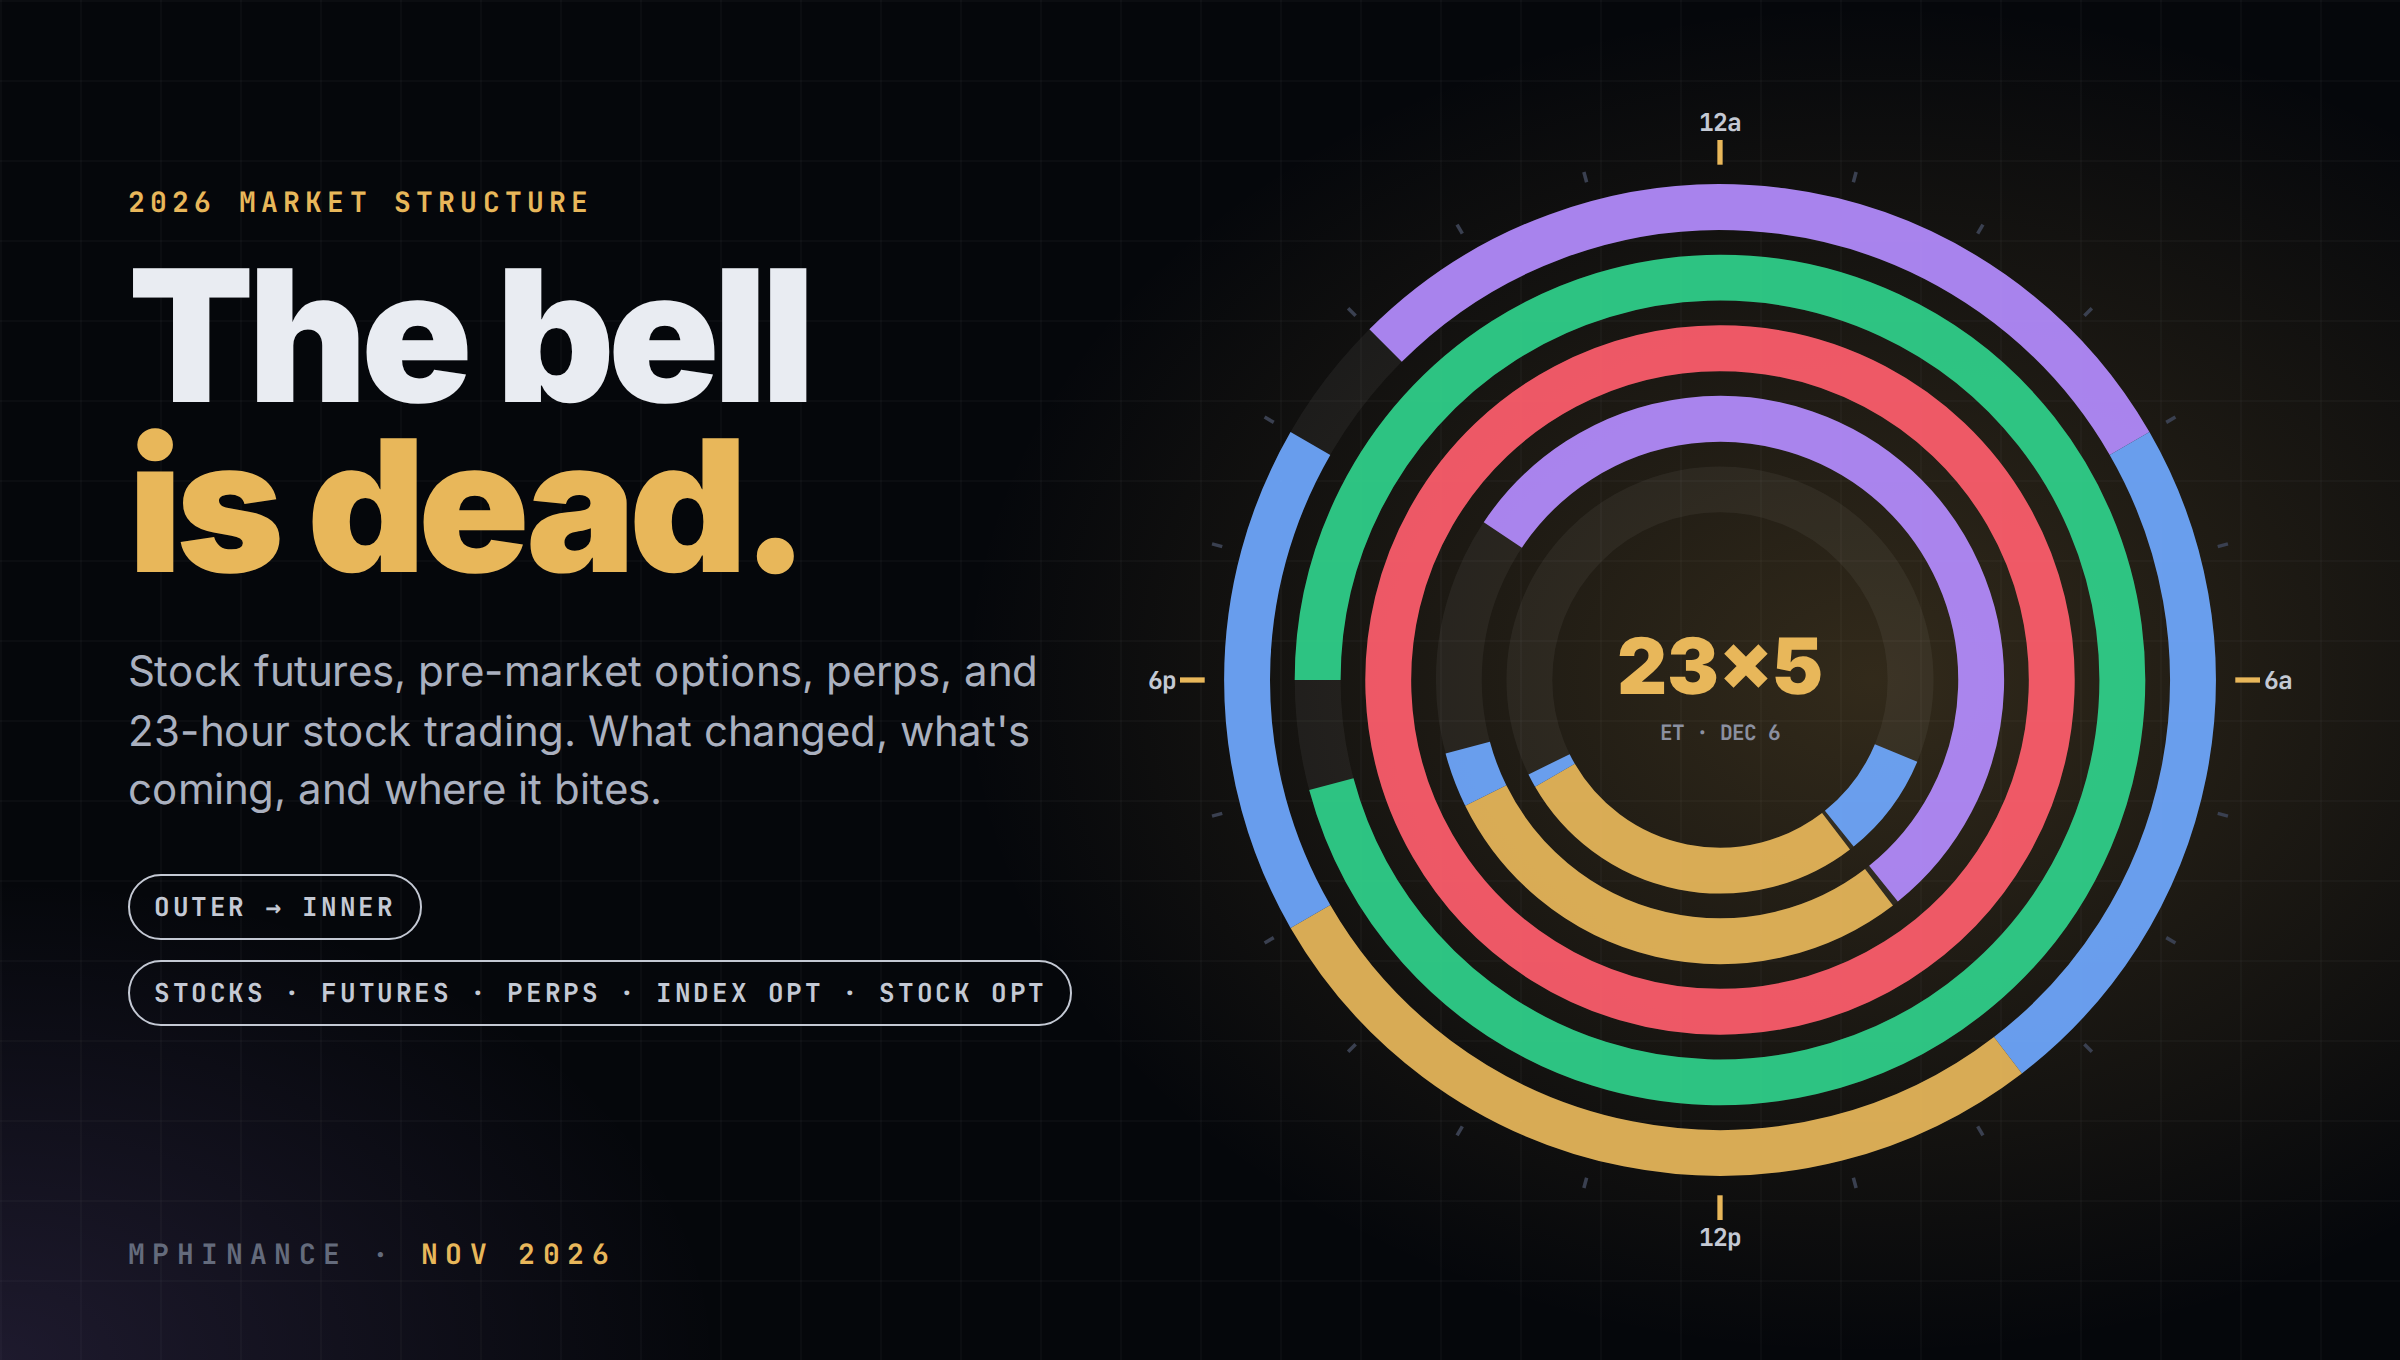 2026 MARKET STRUCTURE
The bell
is dead.
Stock futures, pre-market options, perps, and
23-hour stock trading. What changed, what's
coming, and where it bites.
OUTER → INNER
STOCKS · FUTURES · PERPS · INDEX OPT · STOCK OPT
MPHINANCE · NOV 2026
12a
6p
6a
23×5
ET · DEC 6
12p